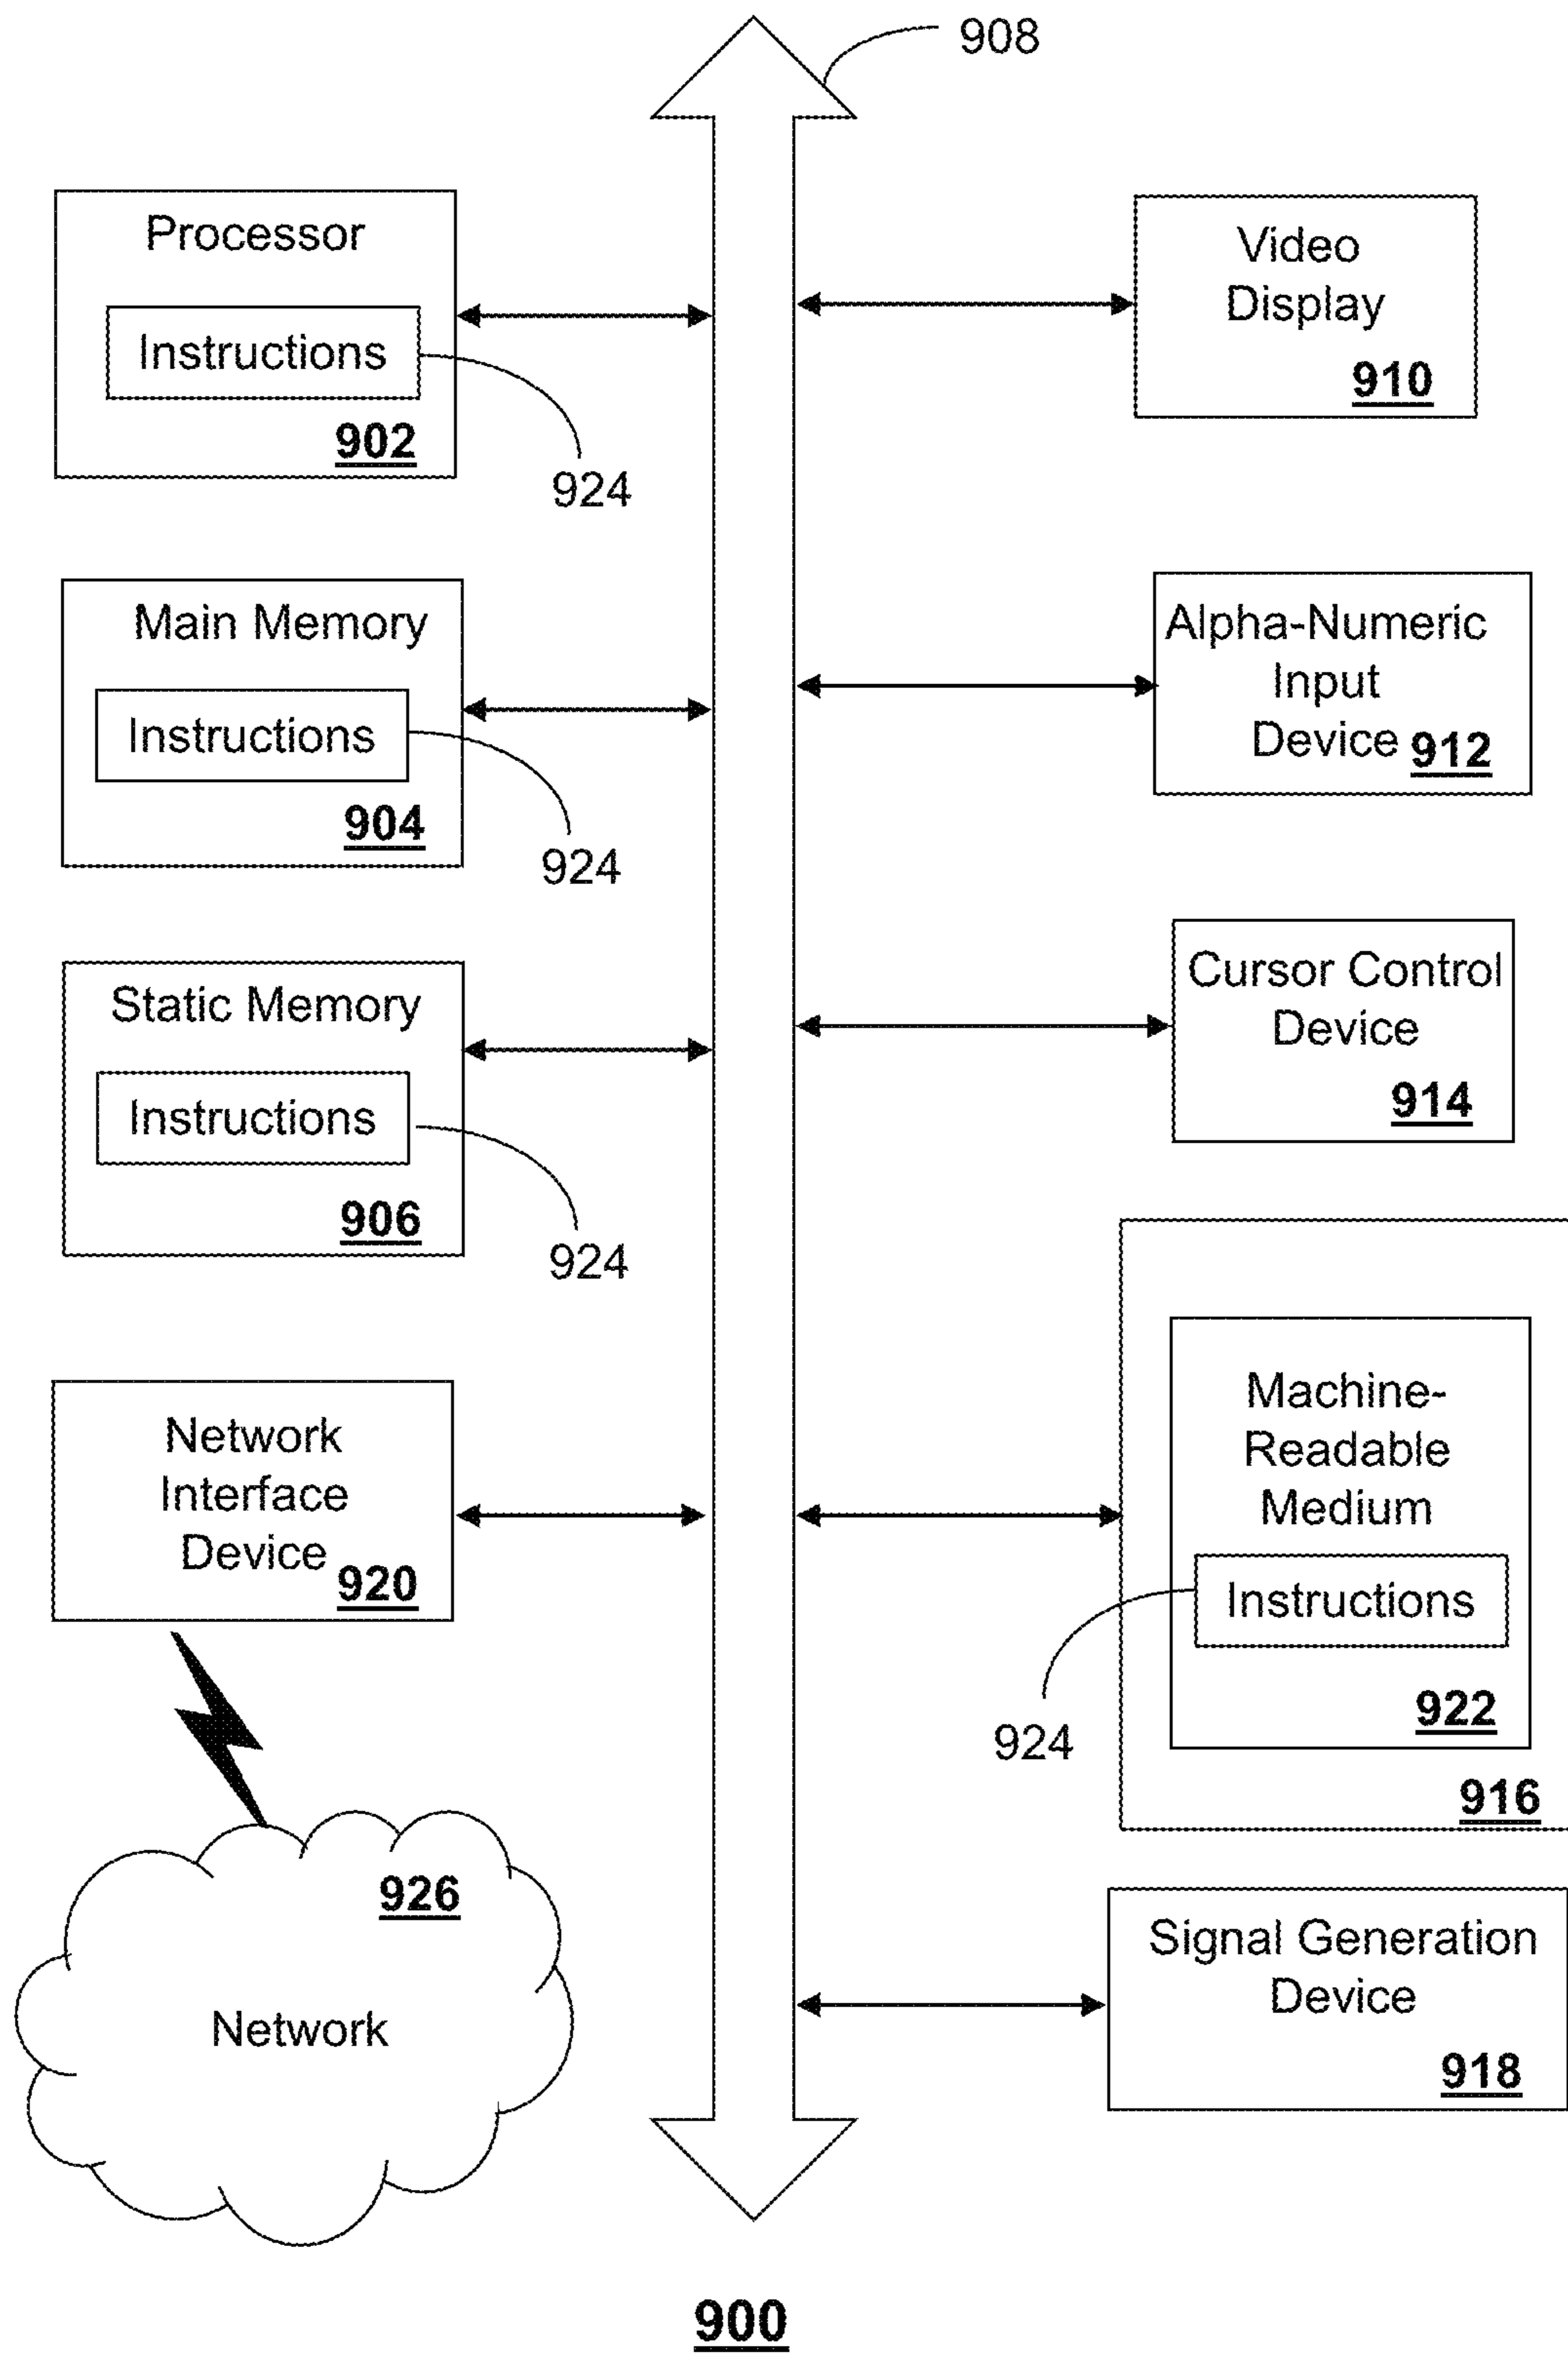 908
Processor
Instructions
902
924
Main Memory
Instructions
904
924
Static Memory
Instructions
906
924
Network
Interface
Device
920
926
Network
Video
Display
910
Alpha-Numeric
Input
Device 912
Cursor Control
Device
914
Machine-
Readable
Medium
Instructions
922
924
916
Signal Generation
Device
918
900